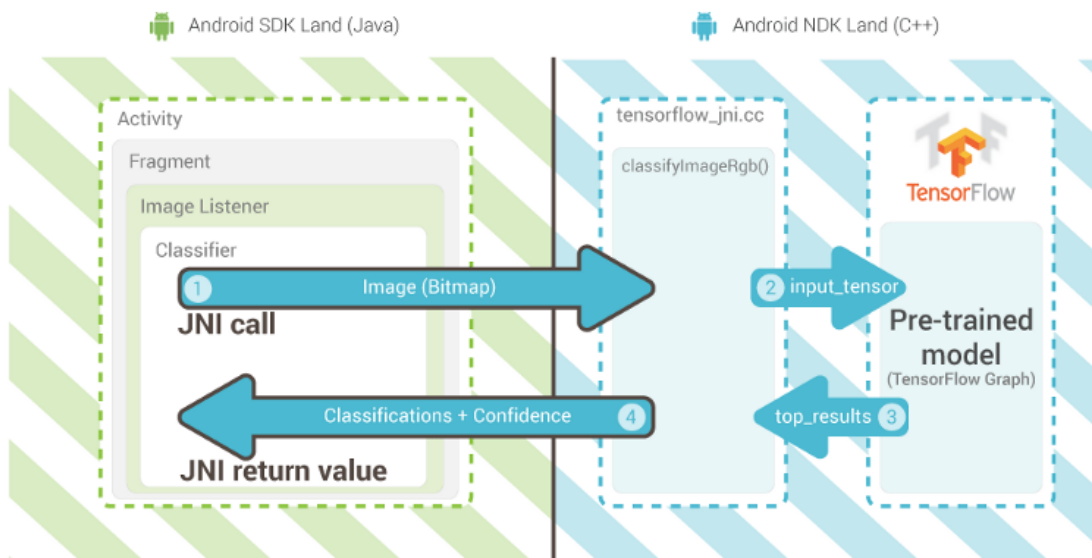 Android SDK Land (Java)
Android NDK Land (C++)
Activity
Fragment
Image Listener
Classifier
1
Image (Bitmap)
JNI call
Classifications + Confidence
4
JNI return value
tensorflow_jni.cc
classifyImageRgb()
TensorFlow
2
input_tensor
Pre-trained
model
(TensorFlow Graph)
top_results
3